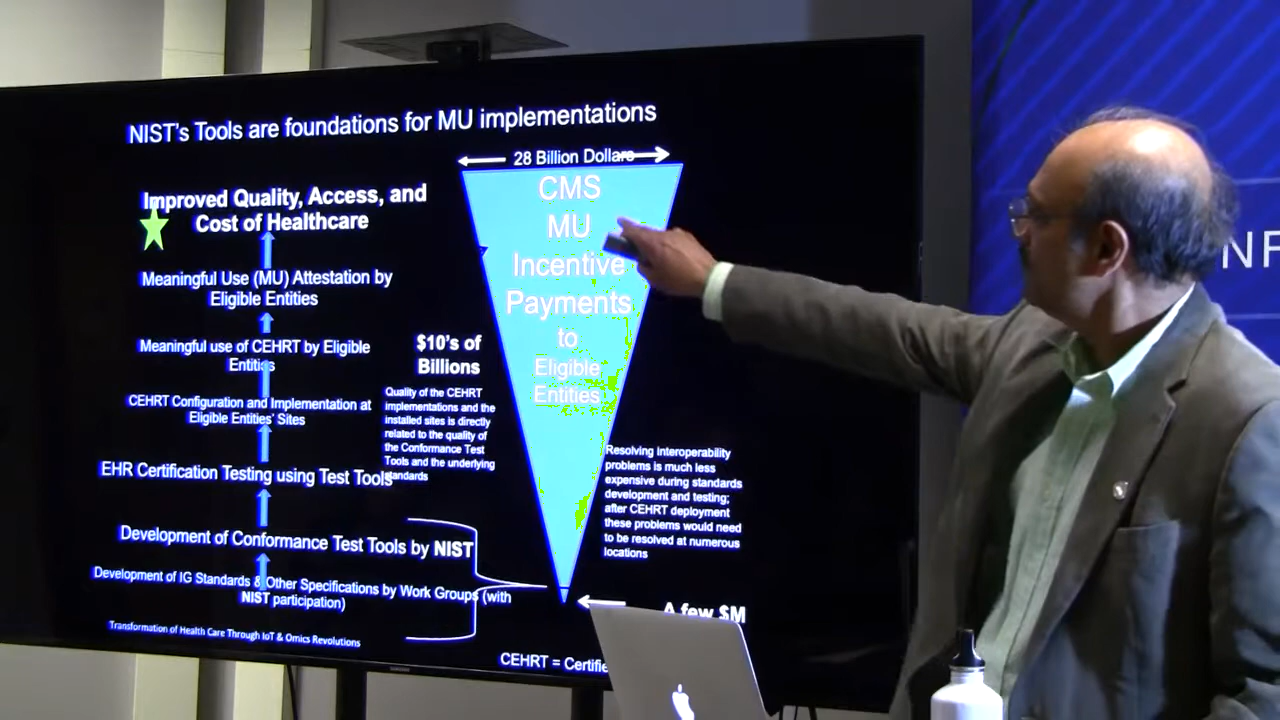 NIST's Tools are foundations for MU implementations
28 Billion Dollars
Improved Quality, Access, and
Cost of Healthcare
Meaningful Use (MU) Attestation by
Eligible Entities
Meaningful use of CEHRT by Eligible
Entities
CEHRT Configuration and Implementation at
Eligible Entities' Sites
EHR Certification Testing using Test Tools
Development of Conformance Test Tools by NIST
Development of IG Standards & Other Specifications by Work Groups (with
NIST participation)
Transformation of Health Care Through IoT & Omics Revolutions
$10's of
Billions
Quality of the CEHRT
implementations and the
installed sites is directly
related to the quality of
the Conformance Test
Tools and the underlying
standards
CMS
MU
Incentive
Payments
to
Eligible
Entities
Resolving interoperability
problems is much less
expensive during standards
development and testing;
after CEHRT deployment
these problems would need
to be resolved at numerous
locations
A few $M
CEHRT = Certifie
SAMSUNG
NF